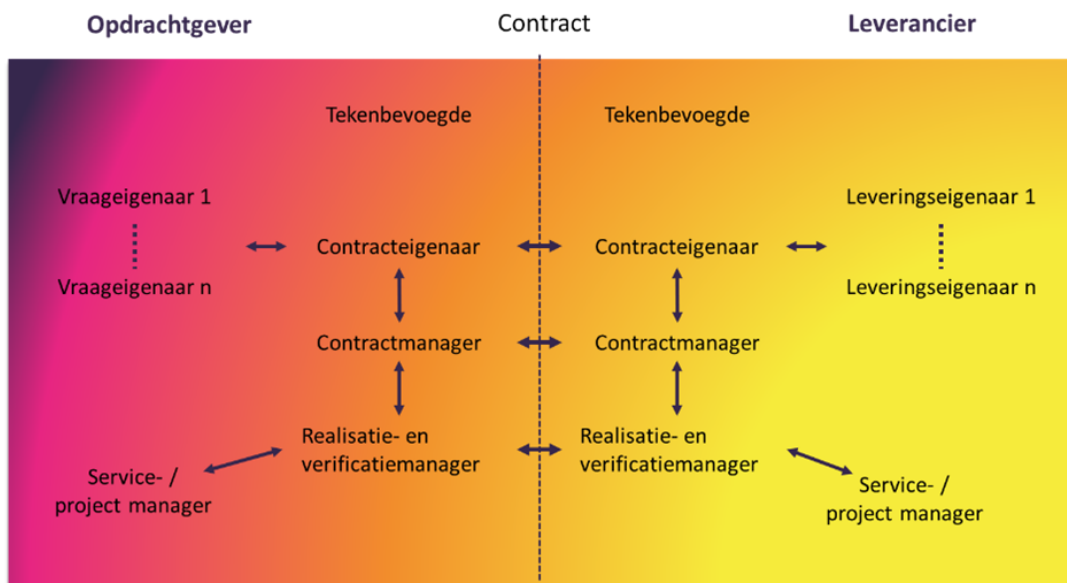 Opdrachtgever
Contract
Leverancier
Tekenbevoegde
Tekenbevoegde
Vraageigenaar 1
Leveringseigenaar 1
Contracteigenaar
Contracteigenaar
Vraageigenaar n
Leveringseigenaar n
Contractmanager
Contractmanager
Realisatie- en
verificatiemanager
Realisatie- en
verificatiemanager
Service- /
project manager
Service- /
project manager